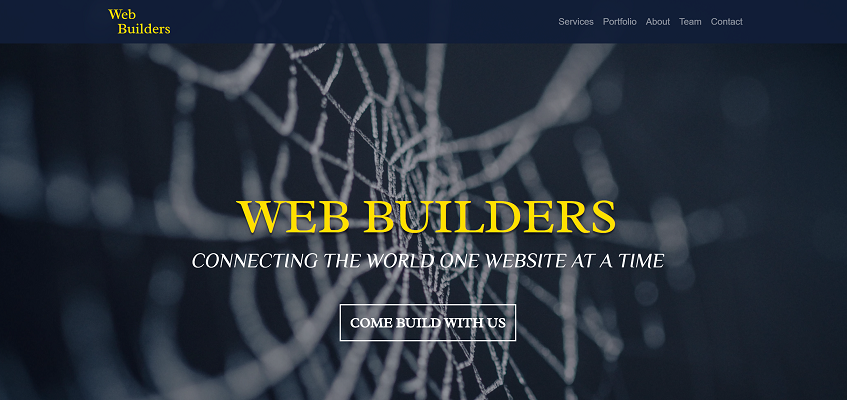 Web
Builders
Services Portfolio About Team Contact
WEB BUILDERS
CONNECTING THE WORLD ONE WEBSITE AT A TIME
COME BUILD WITH US